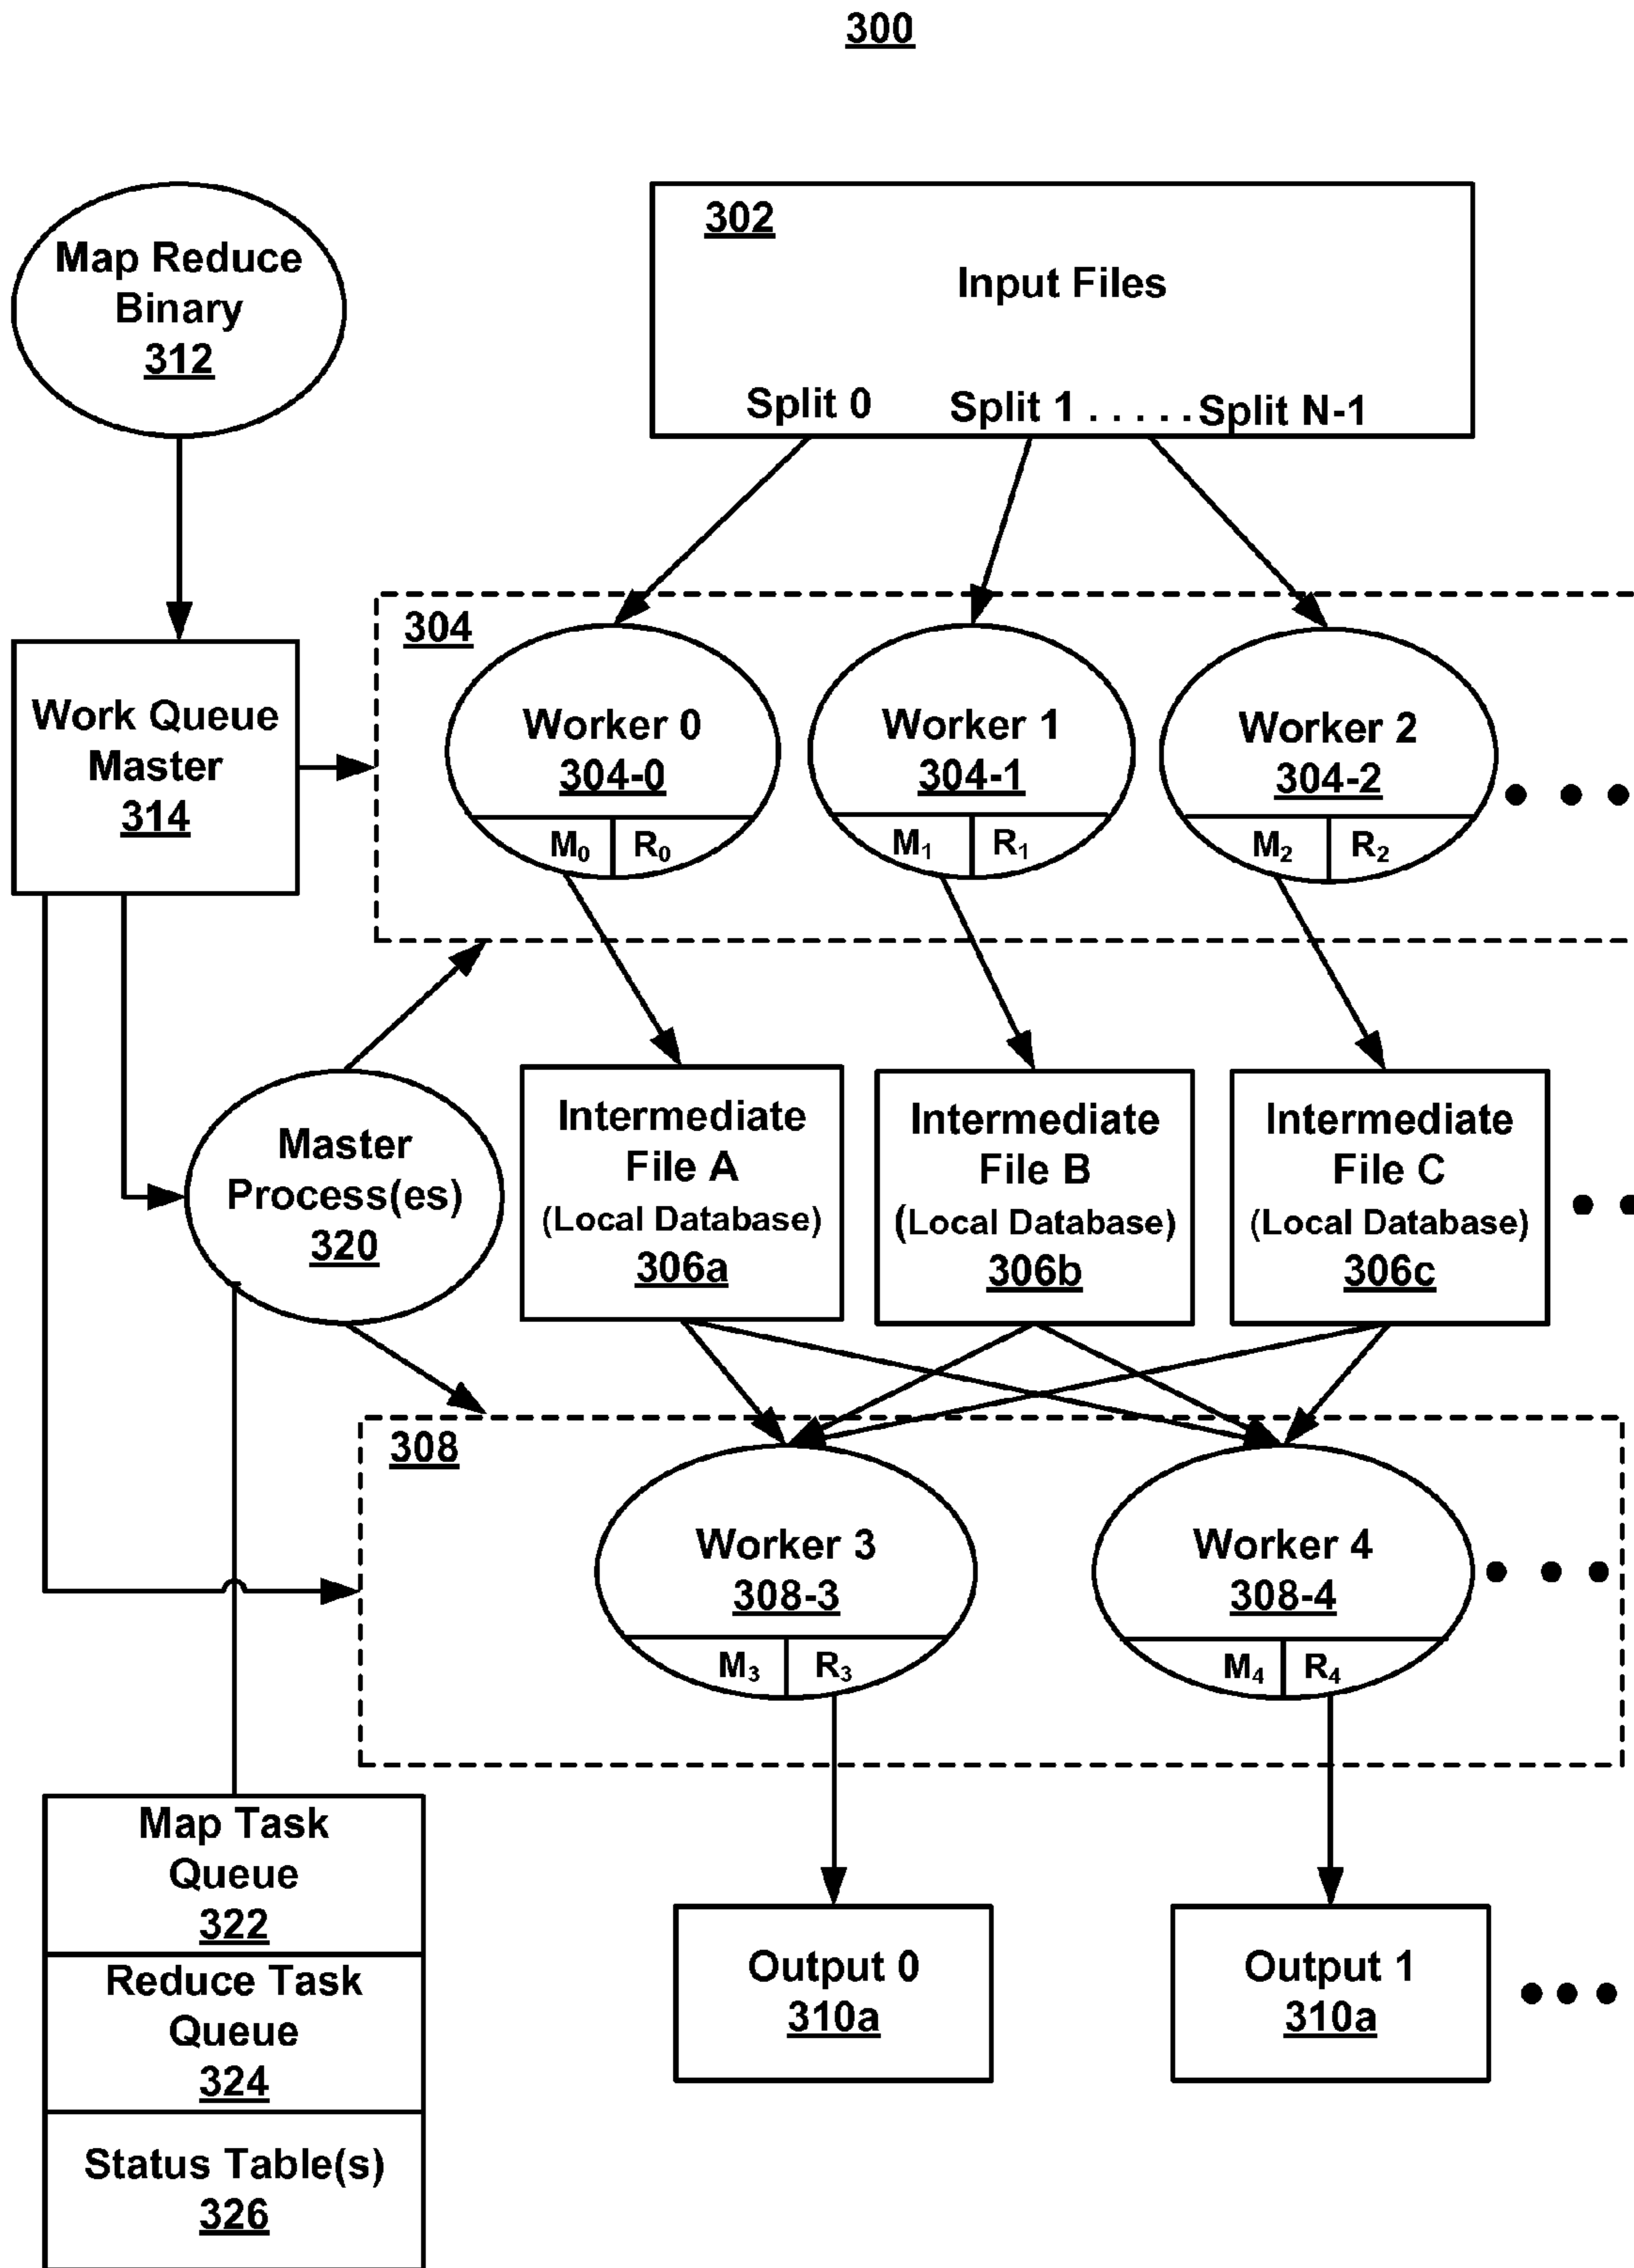 300
Map Reduce
Binary
312
302
Input Files
Split 0 Split 1 . . . . . Split N-1
Work Queue
Master
314
304
Worker 0
304-0
M₀ R₀
Worker 1
304-1
M₁ R₁
Worker 2
304-2
M₂ R₂
Master
Process(es)
320
Intermediate
File A
(Local Database)
306a
Intermediate
File B
(Local Database)
306b
Intermediate
File C
(Local Database)
306c
308
Worker 3
308-3
M₃ R₃
Worker 4
308-4
M₄ R₄
Map Task
Queue
322
Reduce Task
Queue
324
Status Table(s)
326
Output 0
310a
Output 1
310a